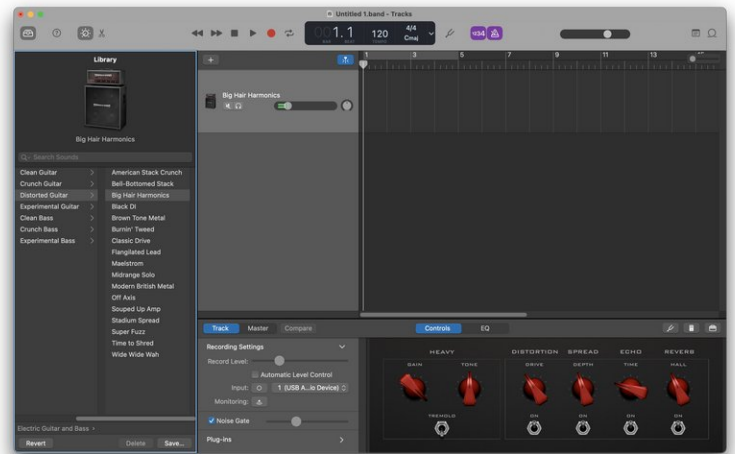 Untitled 1.band - Tracks
001.1
BAR
BEAT
120
TEMPO
4/4
Cmaj
1234
Library
Big Hair Harmonics
Search Sounds
Clean Guitar
Crunch Guitar
Distorted Guitar
Experimental Guitar
Clean Bass
Crunch Bass
Experimental Bass
American Stack Crunch
Bell-Bottomed Stack
Big Hair Harmonics
Black DI
Brown Tone Metal
Burnin' Tweed
Classic Drive
Flangilated Lead
Maelstrom
Midrange Solo
Modern British Metal
Off Axis
Souped Up Amp
Stadium Spread
Super Fuzz
Time to Shred
Wide Wide Wah
Electric Guitar and Bass
Revert
Delete
Save...
1 3 5 7 9 11 13
Big Hair Harmonics
Track
Master
Compare
Controls
EQ
Recording Settings
Record Level:
Automatic Level Control
Input:
1 (USB A...io Device)
Monitoring:
Noise Gate
Plug-ins
HEAVY
DISTORTION SPREAD ECHO REVERB
GAIN TONE DRIVE DEPTH TIME HALL
TREMOLO ON ON ON ON